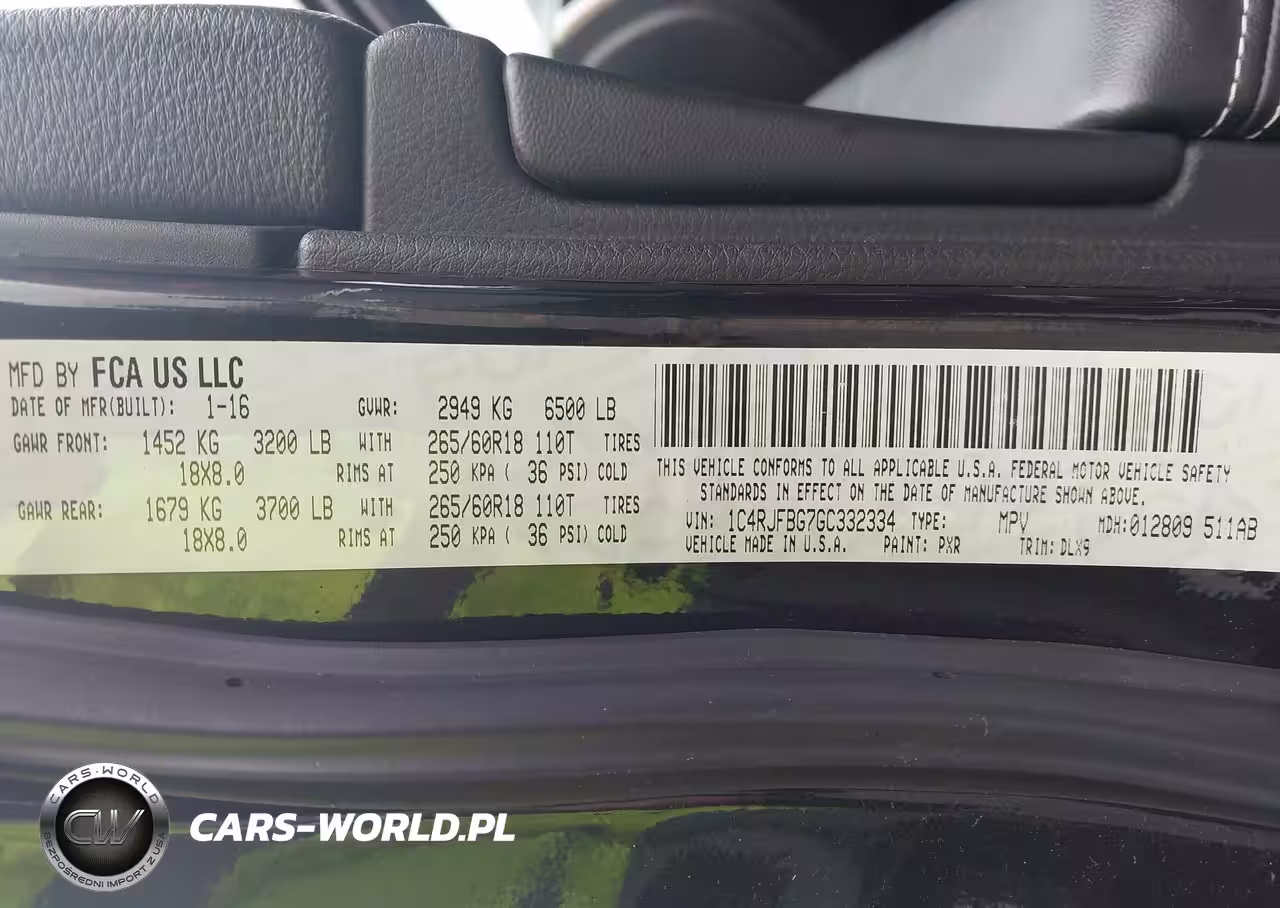 MFD BY FCA US LLC
DATE OF MFR(BUILT): 1-16 GVWR: 2949 KG 6500 LB
GAWR FRONT: 1452 KG 3200 LB WITH 265/60R18 110T TIRES
18X8.0 RIMS AT 250 KPA ( 36 PSI) COLD
GAWR REAR: 1679 KG 3700 LB WITH 265/60R18 110T TIRES
18X8.0 RIMS AT 250 KPA ( 36 PSI) COLD
THIS VEHICLE CONFORMS TO ALL APPLICABLE U.S.A. FEDERAL MOTOR VEHICLE SAFETY
STANDARDS IN EFFECT ON THE DATE OF MANUFACTURE SHOWN ABOVE.
VIN: 1C4RJFBG7GC332334 TYPE: MPV MDH:012809 511AB
VEHICLE MADE IN U.S.A. PAINT: PXR TRIM: DLX9
CARS-WORLD
CW
BEZPOŚREDNI IMPORT Z USA
CARS-WORLD.PL